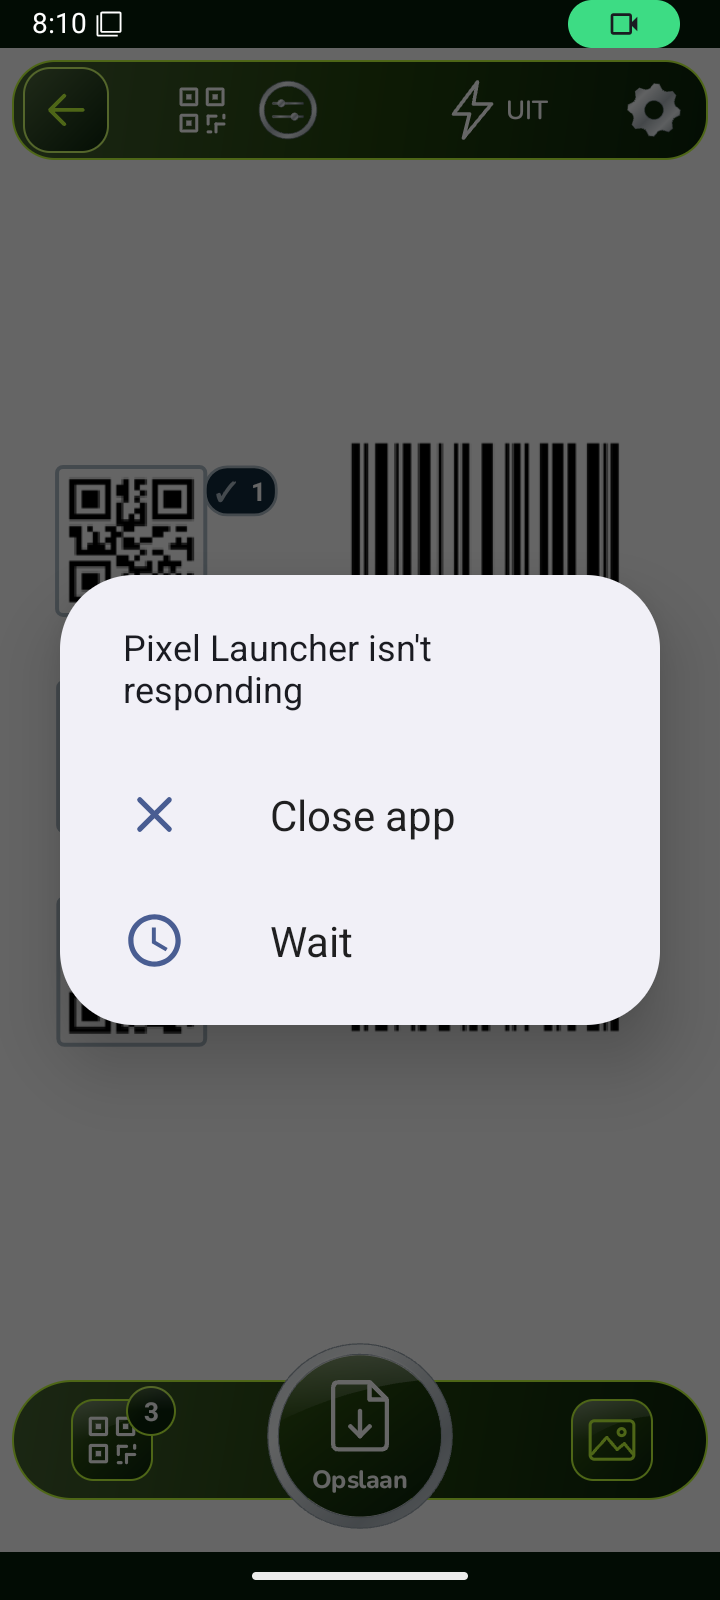 8:10
UIT
✓ 1
Pixel Launcher isn't
responding
Close app
Wait
3
Opslaan